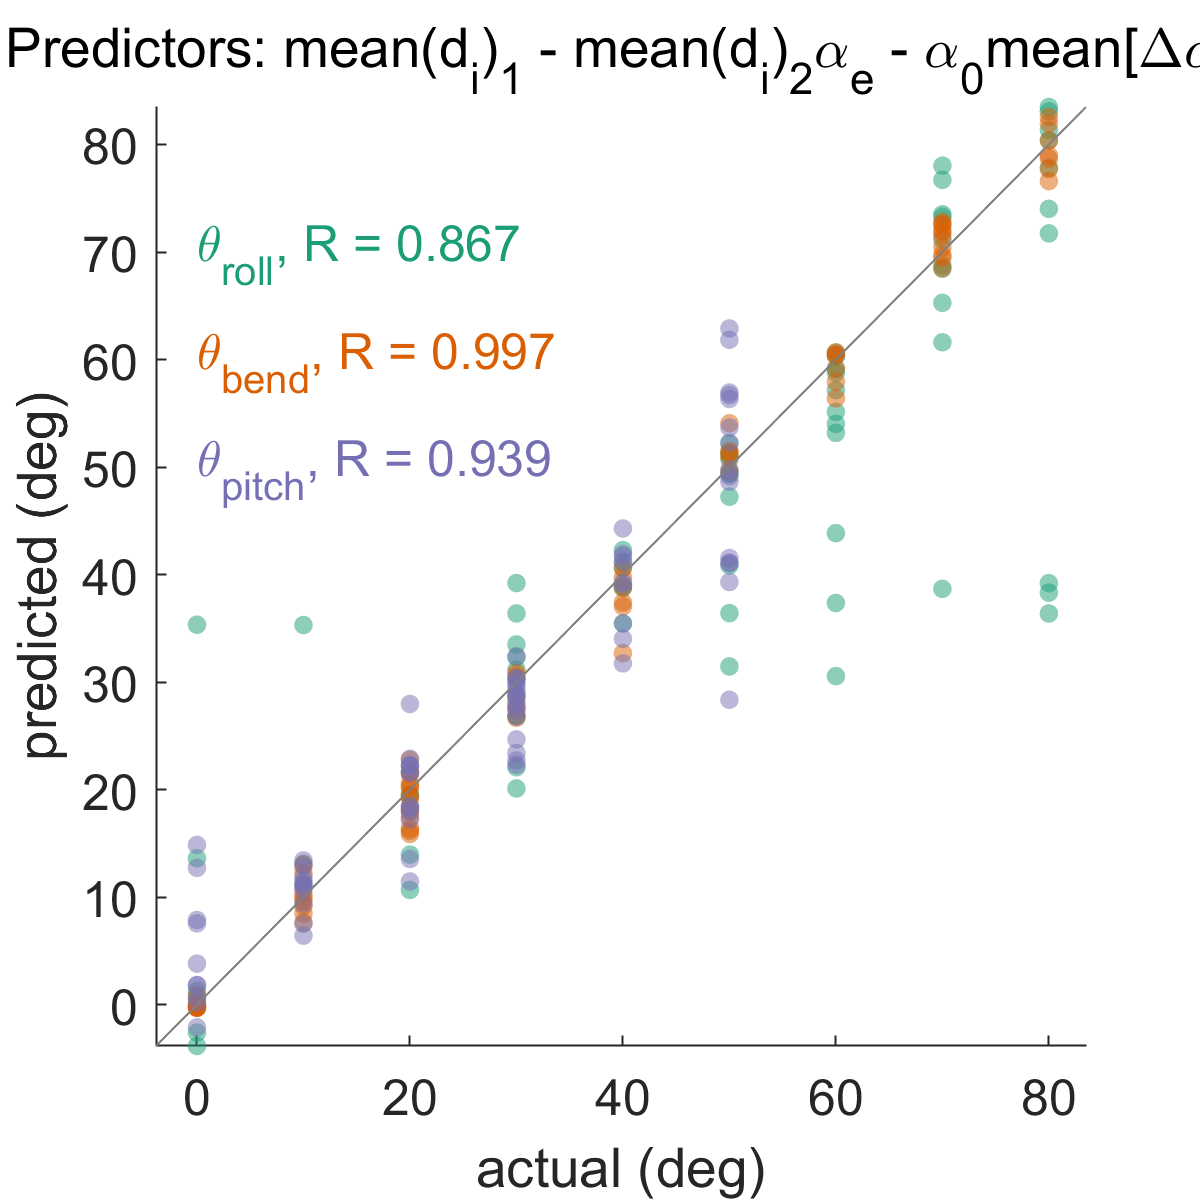 Predictors: mean(dᵢ)₁ - mean(dᵢ)₂αₑ - α₀mean[Δ
θroll, R = 0.867
θbend, R = 0.997
θpitch, R = 0.939
predicted (deg)
80
70
60
50
40
30
20
10
0
0 20 40 60 80
actual (deg)